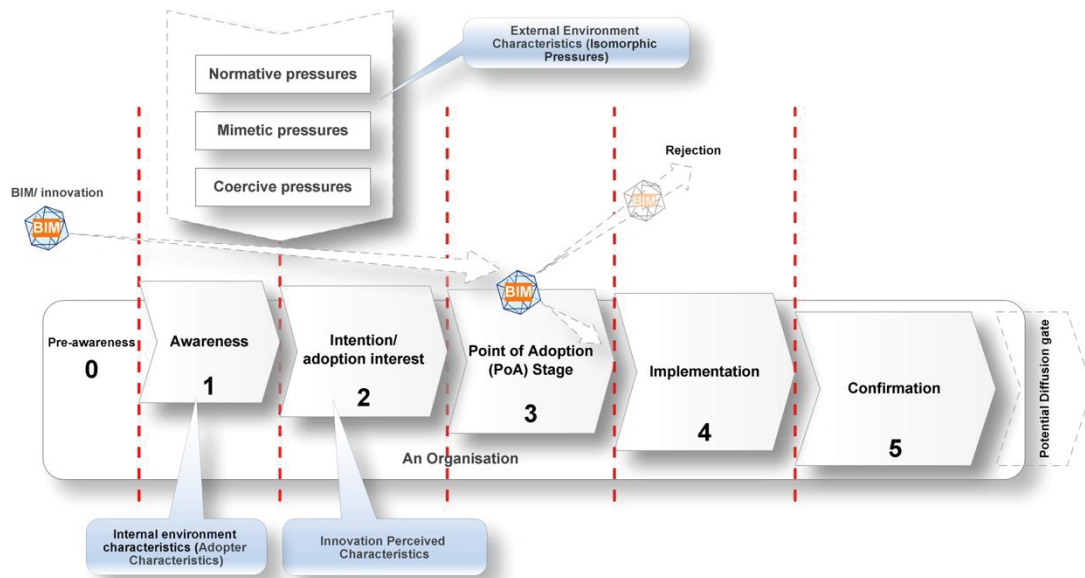 External Environment
Characteristics (Isomorphic
Pressures)
Normative pressures
Mimetic pressures
Coercive pressures
Rejection
BIM/ innovation
BIM
BIM
BIM
Pre-awareness
0
Awareness
1
Intention/
adoption interest
2
Point of Adoption
(PoA) Stage
3
Implementation
4
Confirmation
5
Potential Diffusion gate
An Organisation
Internal environment
characteristics (Adopter
Characteristics)
Innovation Perceived
Characteristics